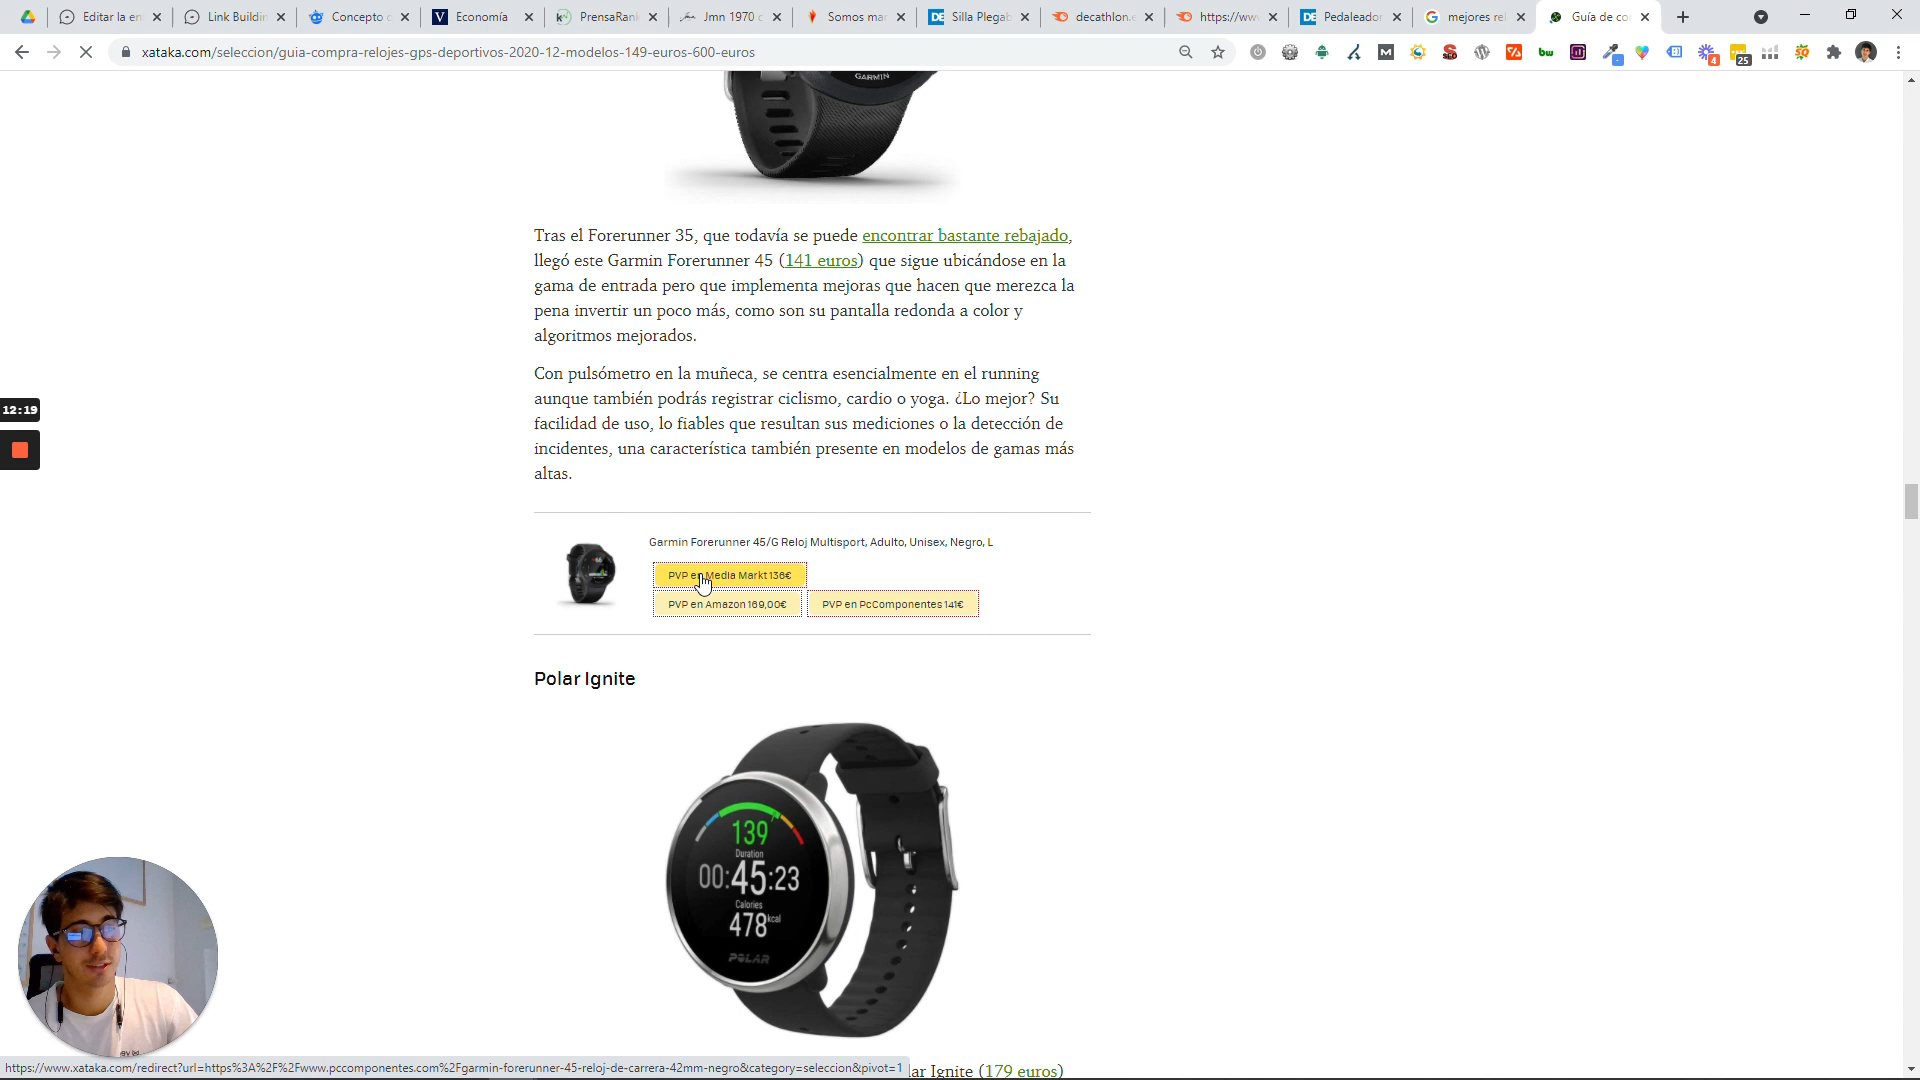 Editar la en
Link Buildin
Concepto d
Economía
PrensaRank
Jmn 1970 c
Somos mar
Silla Plegab
decathlon.e
https://www
Pedaleador
mejores rel
Guía de co
xataka.com/seleccion/guia-compra-relojes-gps-deportivos-2020-12-modelos-149-euros-600-euros
4
25
GARMIN
Tras el Forerunner 35, que todavía se puede encontrar bastante rebajado,
llegó este Garmin Forerunner 45 (141 euros) que sigue ubicándose en la
gama de entrada pero que implementa mejoras que hacen que merezca la
pena invertir un poco más, como son su pantalla redonda a color y
algoritmos mejorados.
Con pulsómetro en la muñeca, se centra esencialmente en el running
aunque también podrás registrar ciclismo, cardio o yoga. ¿Lo mejor? Su
facilidad de uso, lo fiables que resultan sus mediciones o la detección de
incidentes, una característica también presente en modelos de gamas más
altas.
12:19
Garmin Forerunner 45/G Reloj Multisport, Adulto, Unisex, Negro, L
PVP en Media Markt 136€
PVP en Amazon 169,00€
PVP en PcComponentes 141€
Polar Ignite
139
Duration
00:45:23
Calories
478 kcal
POLAR
https://www.xataka.com/redirect?url=https%3A%2F%2Fwww.pccomponentes.com%2Fgarmin-forerunner-45-reloj-de-carrera-42mm-negro&category=seleccion&pivot=1
lar Ignite (179 euros)